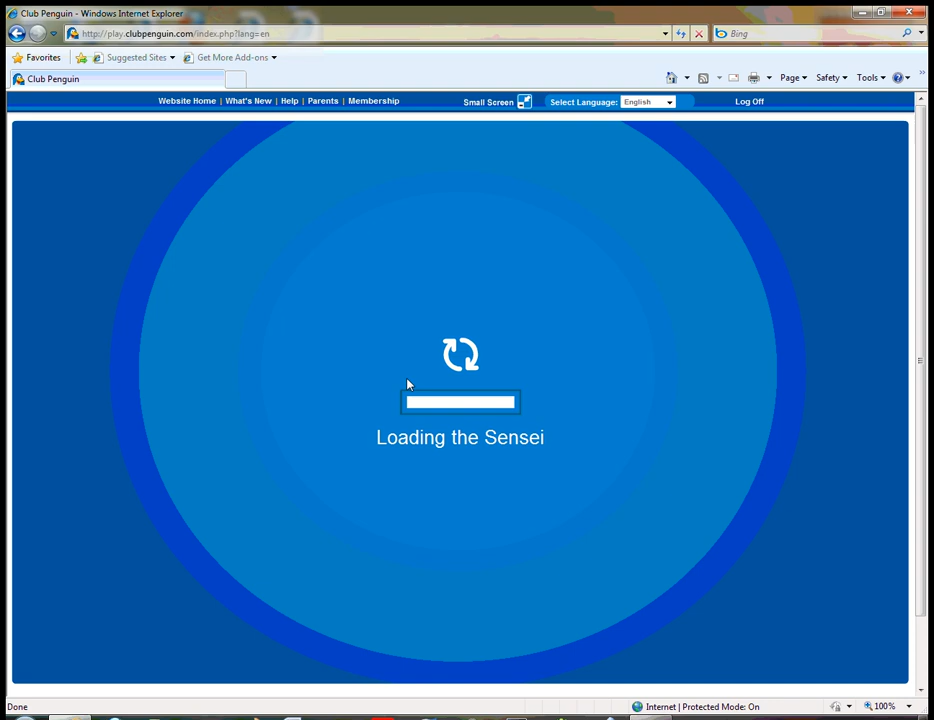 Club Penguin - Windows Internet Explorer
http://play.clubpenguin.com/index.php?lang=en
Bing
Favorites
Suggested Sites
Get More Add-ons
Club Penguin
Page
Safety
Tools
Website Home | What's New | Help | Parents | Membership
Small Screen
Select Language:
English
Log Off
Loading the Sensei
Done
Internet | Protected Mode: On
100%